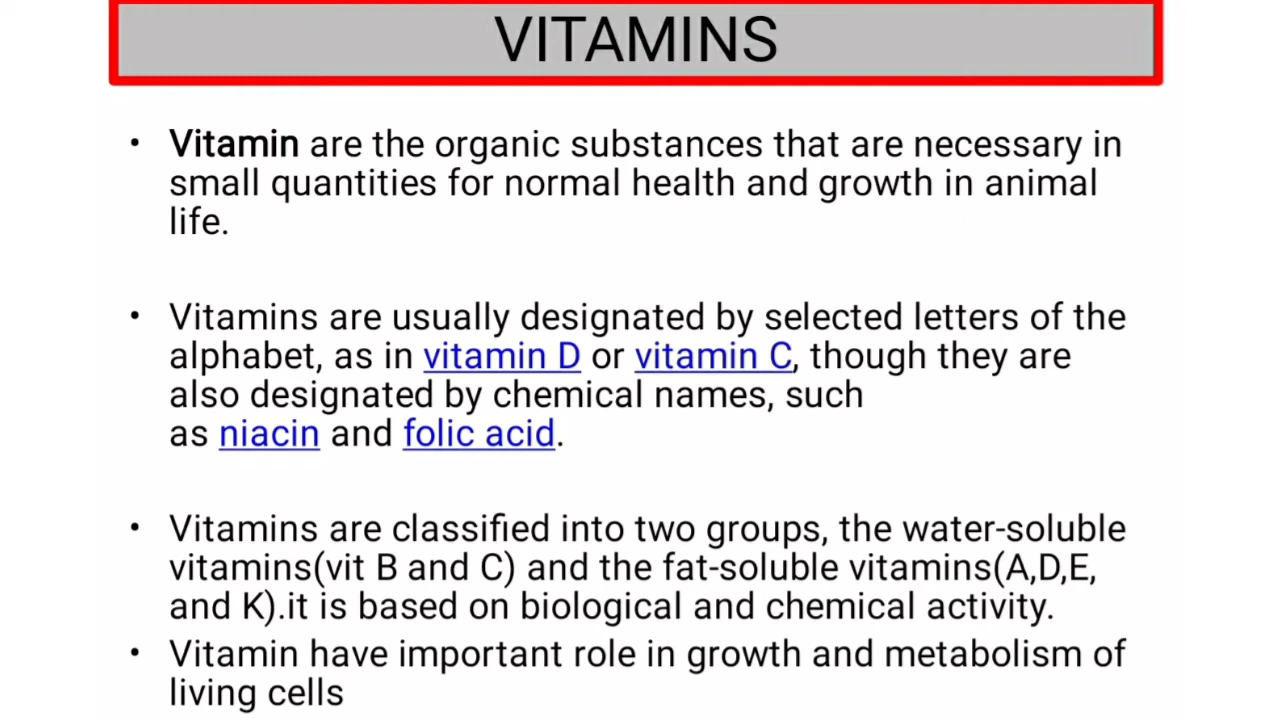 VITAMINS
• Vitamin are the organic substances that are necessary in
small quantities for normal health and growth in animal
life.
• Vitamins are usually designated by selected letters of the
alphabet, as in vitamin D or vitamin C, though they are
also designated by chemical names, such
as niacin and folic acid.
• Vitamins are classified into two groups, the water-soluble
vitamins(vit B and C) and the fat-soluble vitamins(A,D,E,
and K).it is based on biological and chemical activity.
• Vitamin have important role in growth and metabolism of
living cells